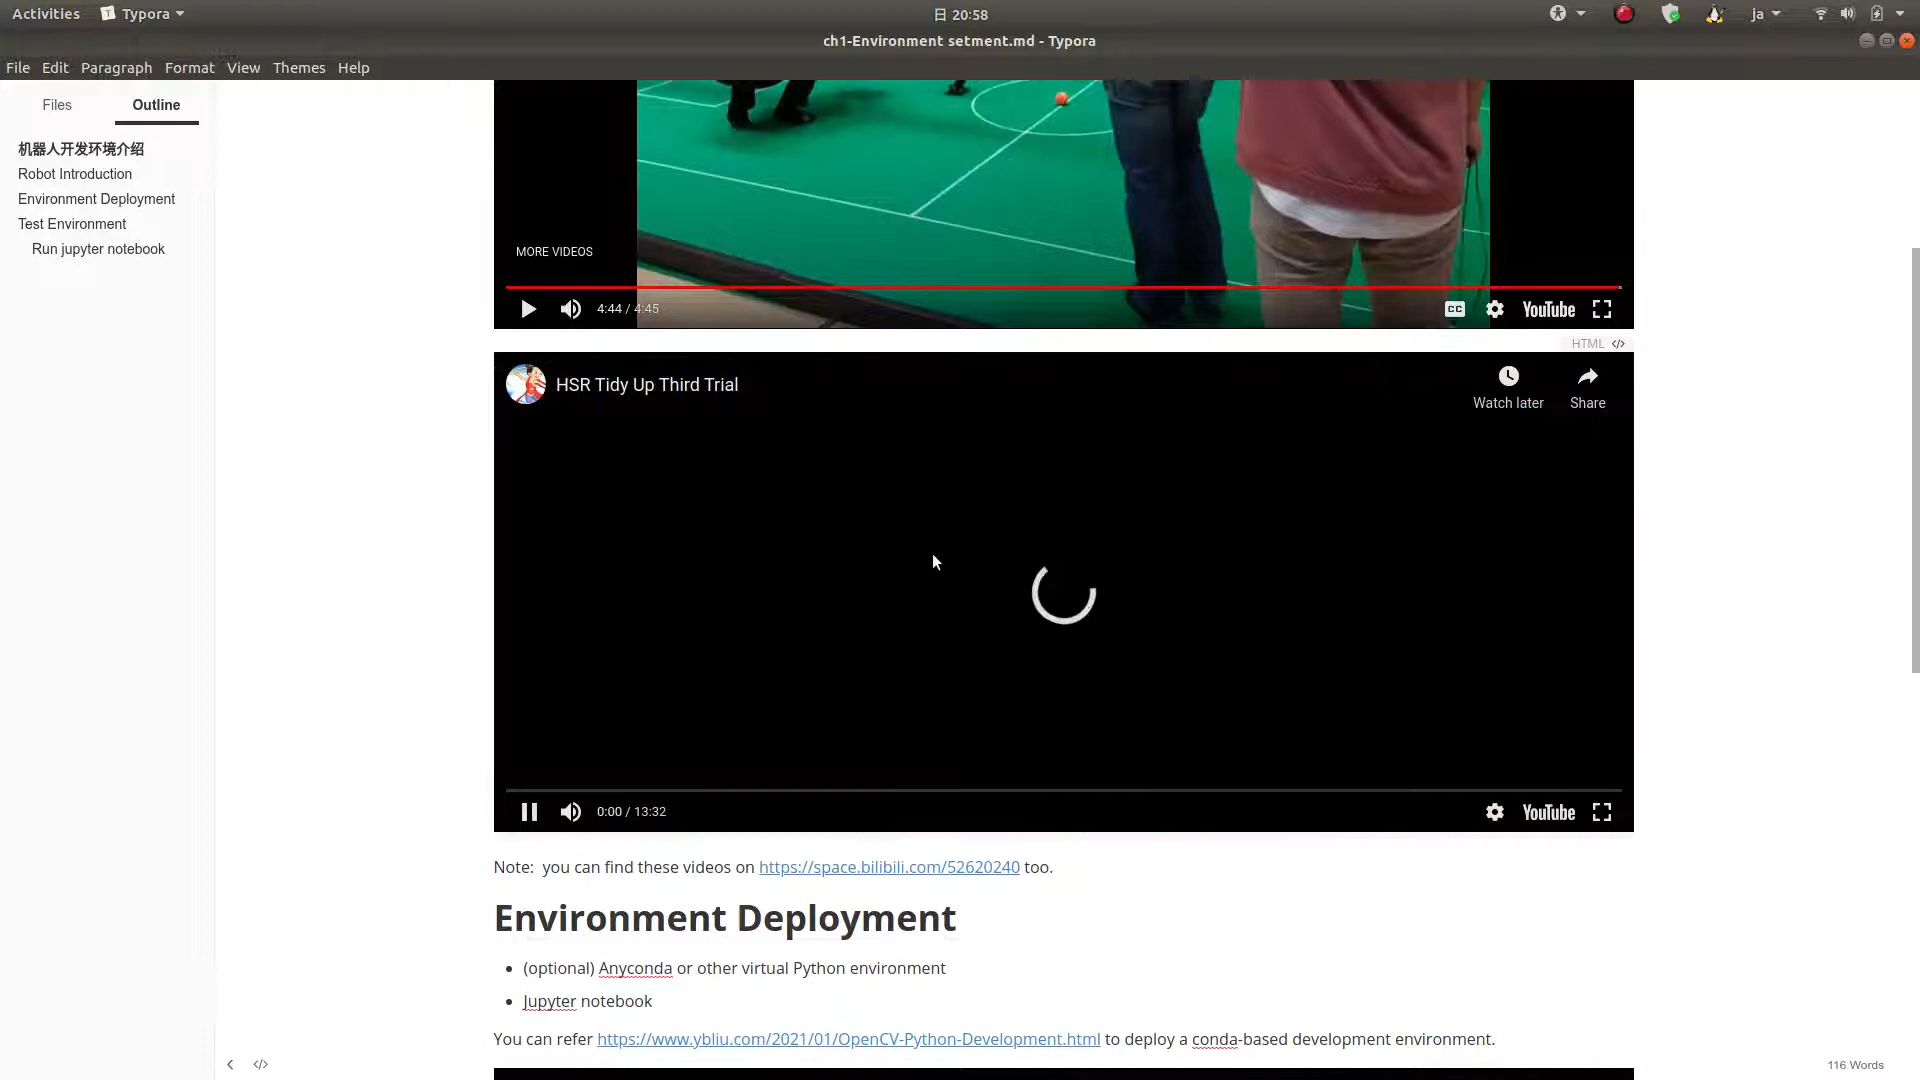 Activities
Typora
日 20:58
ja
ch1-Environment setment.md - Typora
File Edit Paragraph Format View Themes Help
Files
Outline
机器人开发环境介绍
Robot Introduction
Environment Deployment
Test Environment
Run jupyter notebook
MORE VIDEOS
4:44 / 4:45
CC
YouTube
HTML </>
HSR Tidy Up Third Trial
Watch later
Share
0:00 / 13:32
YouTube
Note:  you can find these videos on https://space.bilibili.com/52620240 too.
Environment Deployment
(optional) Anyconda or other virtual Python environment
Jupyter notebook
You can refer https://www.ybliu.com/2021/01/OpenCV-Python-Development.html to deploy a conda-based development environment.
< </>
116 Words